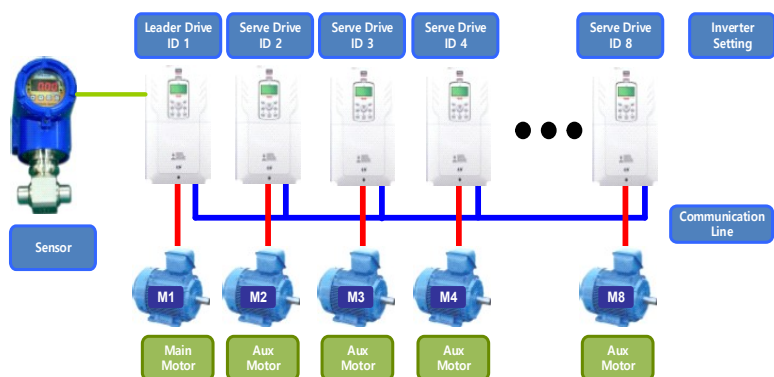 Leader Drive
ID 1
Serve Drive
ID 2
Serve Drive
ID 3
Serve Drive
ID 4
Serve Drive
ID 8
Inverter
Setting
Sensor
Communication
Line
M1
M2
M3
M4
M8
Main
Motor
Aux
Motor
Aux
Motor
Aux
Motor
Aux
Motor